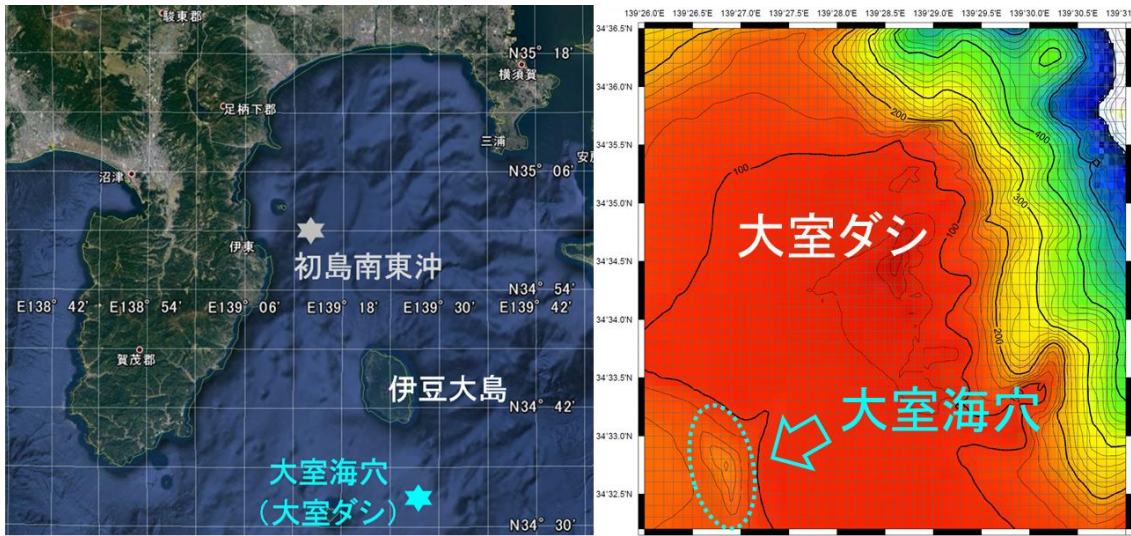 駿東郡
N35° 18'
横須賀
足柄下郡
三浦
N35° 06'
沼津
伊東
初島南東沖
N34° 54'
E138° 42' E138° 54' E139° 06' E139° 18' E139° 30' E139° 42'
賀茂郡
伊豆大島
N34° 42'
大室海穴
(大室ダシ)
N34° 30'
139°26.0'E 139°26.5'E 139°27.0'E 139°27.5'E 139°28.0'E 139°28.5'E 139°29.0'E 139°29.5'E 139°30.0'E 139°30.5'E
34°36.5'N
34°36.0'N
34°35.5'N
34°35.0'N
34°34.5'N
34°34.0'N
34°33.5'N
34°33.0'N
34°32.5'N
200
400
100
300
大室ダシ
100
200
大室海穴